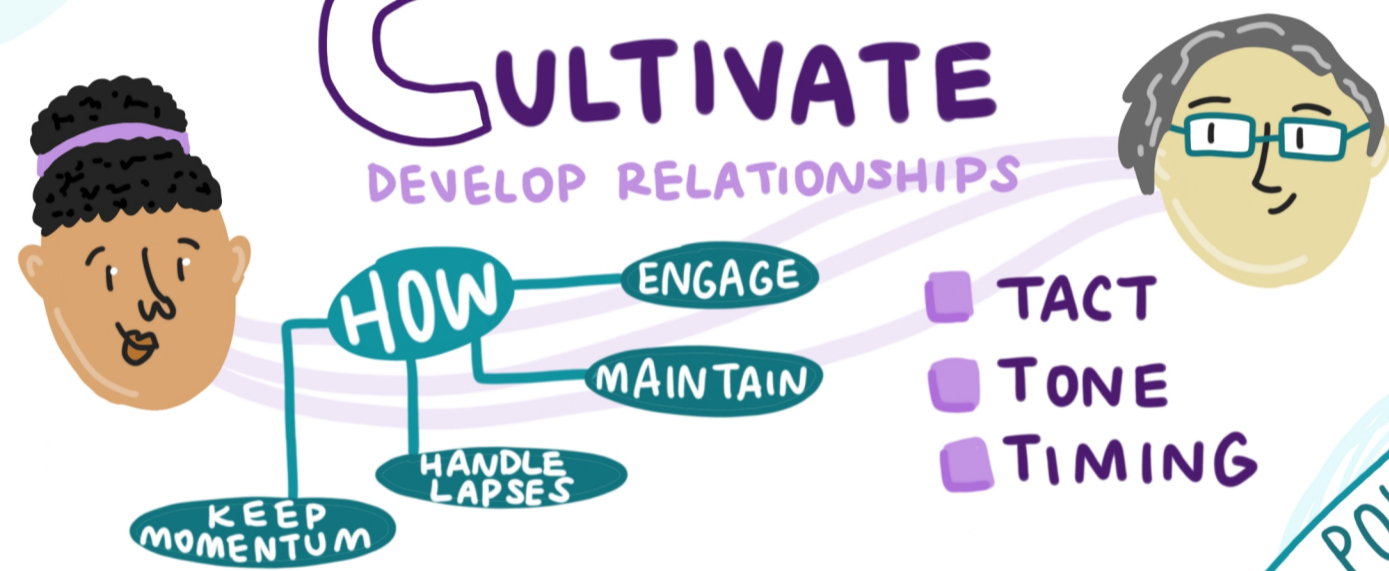 CULTIVATE
DEVELOP RELATIONSHIPS
HOW
ENGAGE
MAINTAIN
HANDLE
LAPSES
KEEP
MOMENTUM
TACT
TONE
TIMING